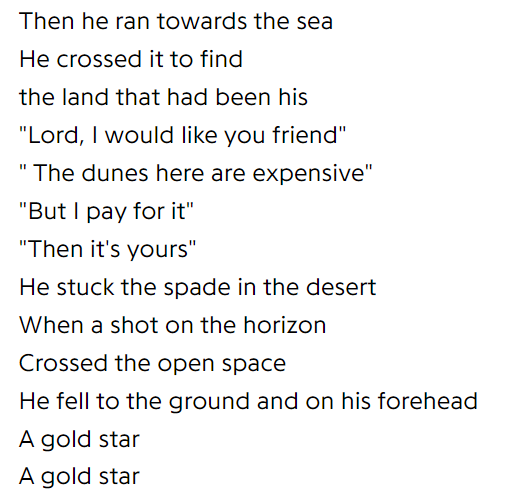 Then he ran towards the sea
He crossed it to find
the land that had been his
"Lord, I would like you friend"
" The dunes here are expensive"
"But I pay for it"
"Then it's yours"
He stuck the spade in the desert
When a shot on the horizon
Crossed the open space
He fell to the ground and on his forehead
A gold star
A gold star